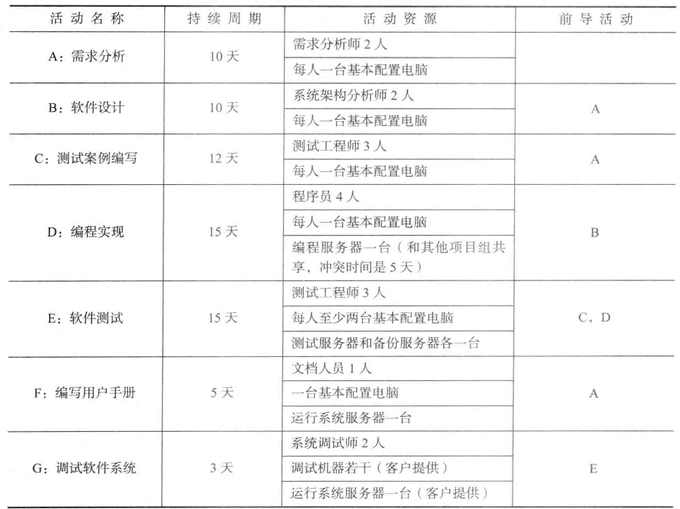 活动名称 持续周期 活动资源 前导活动
A：需求分析 10天 需求分析师2人
每人一台基本配置电脑
B：软件设计 10天 系统架构分析师2人 A
每人一台基本配置电脑
C：测试案例编写 12天 测试工程师3人 A
每人一台基本配置电脑
D：编程实现 15天 程序员4人 B
每人一台基本配置电脑
编程服务器一台（和其他项目组共
享、冲突时间是5天）
E：软件测试 15天 测试工程师3人 C、D
每人至少两台基本配置电脑
测试服务器和备份服务器各一台
F：编写用户手册 5天 文档人员1人 A
一台基本配置电脑
运行系统服务器一台
G：调试软件系统 3天 系统调试师2人 E
调试机器若干（客户提供）
运行系统服务器一台（客户提供）